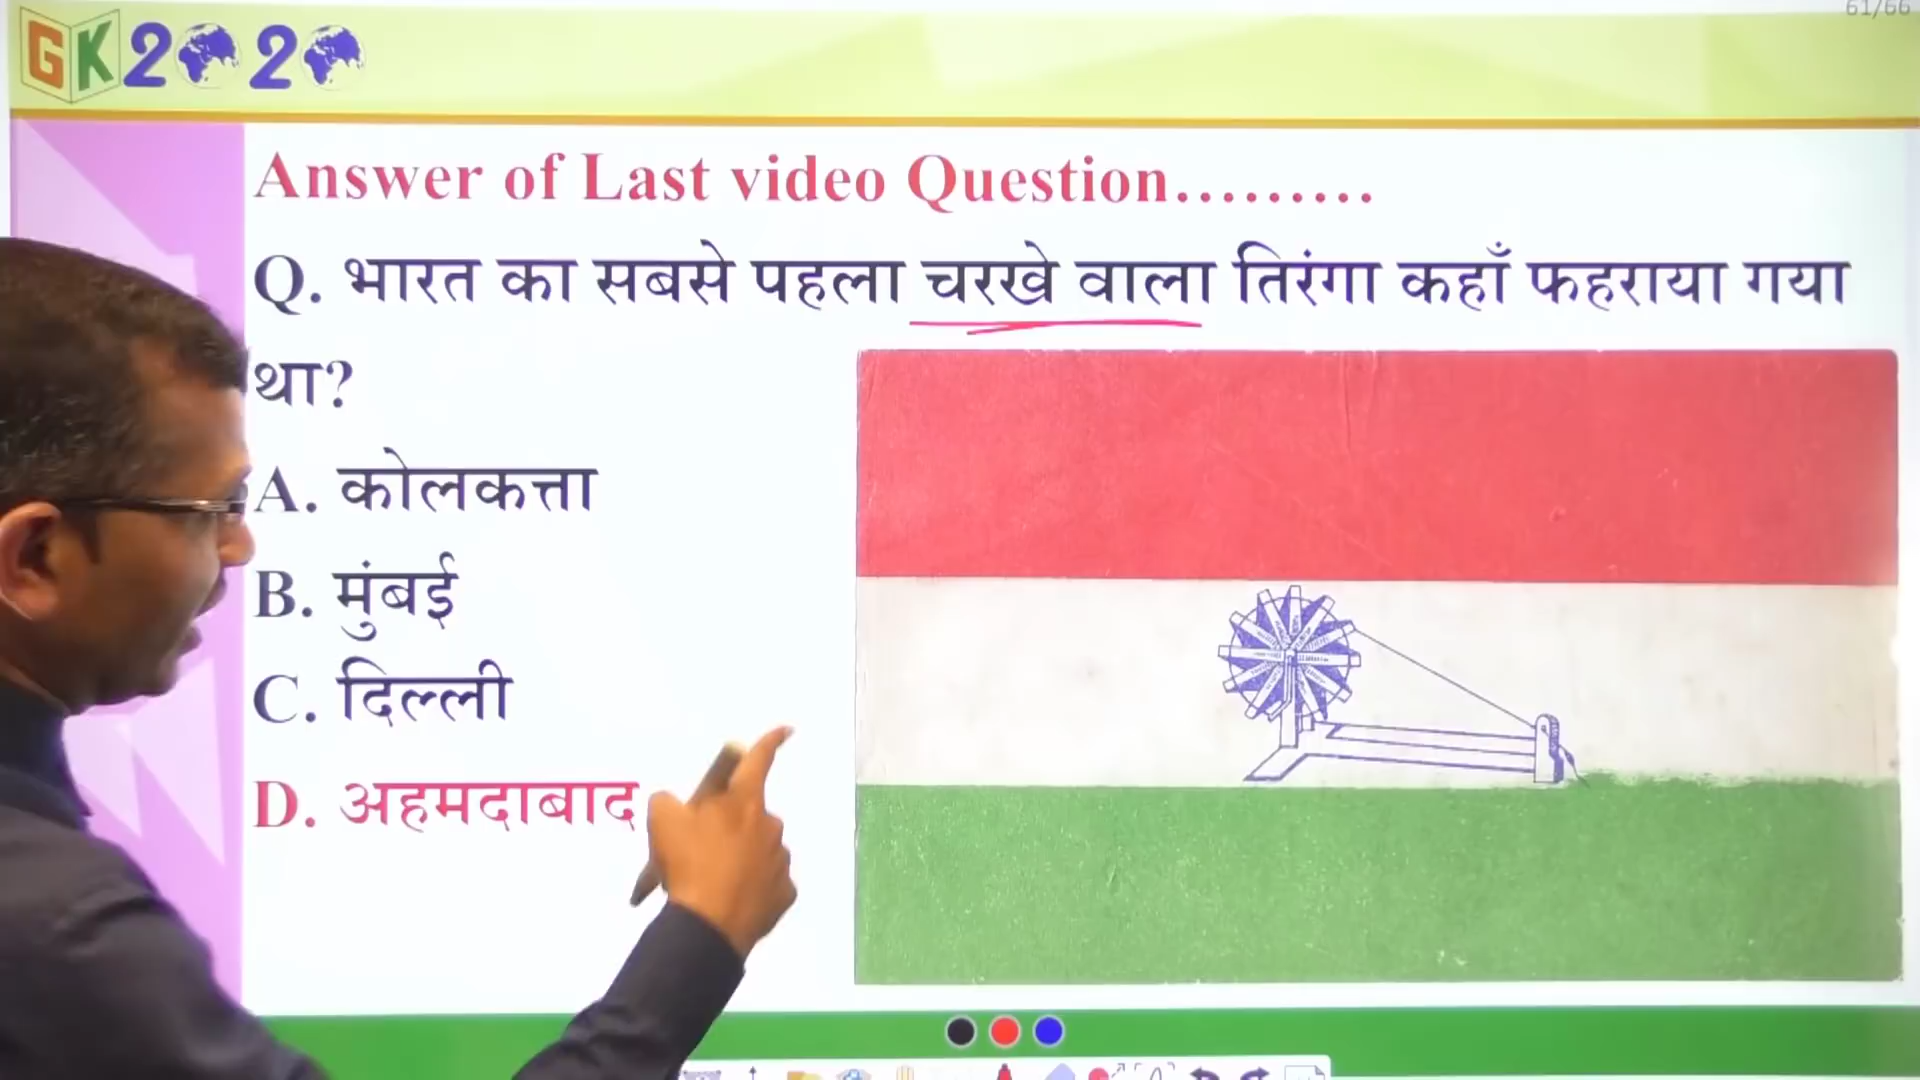 61/66
GK2020
Answer of Last video Question.........
Q. भारत का सबसे पहला चरखे वाला तिरंगा कहाँ फहराया गया
था?
A. कोलकत्ता
B. मुंबई
C. दिल्ली
D. अहमदाबाद